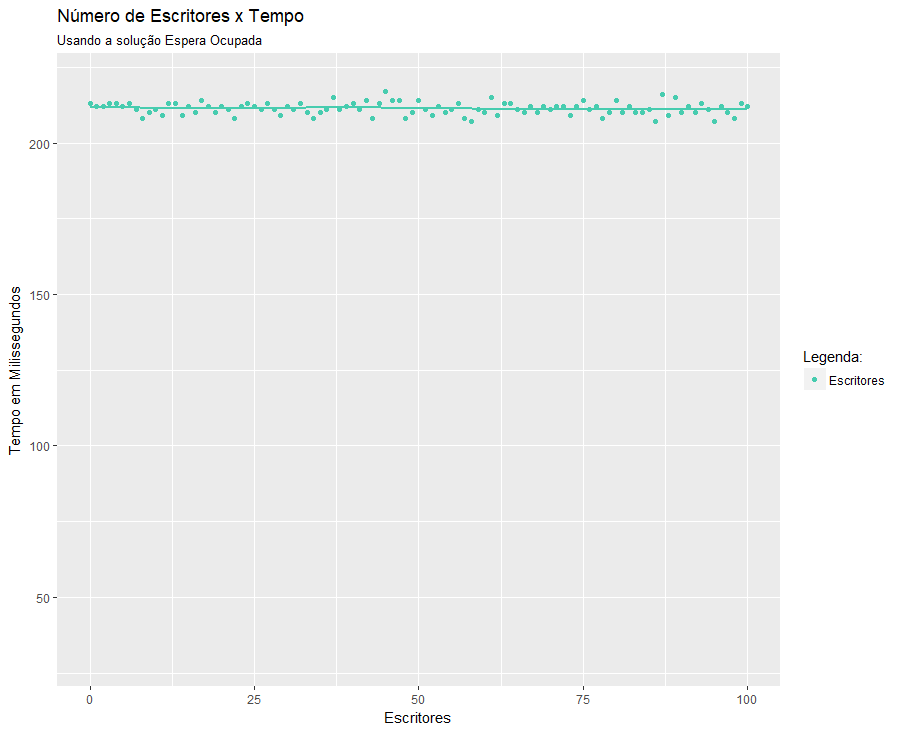 Número de Escritores x Tempo
Usando a solução Espera Ocupada
Tempo em Milissegundos
200
150
100
50
0
25
50
75
100
Escritores
Legenda:
Escritores